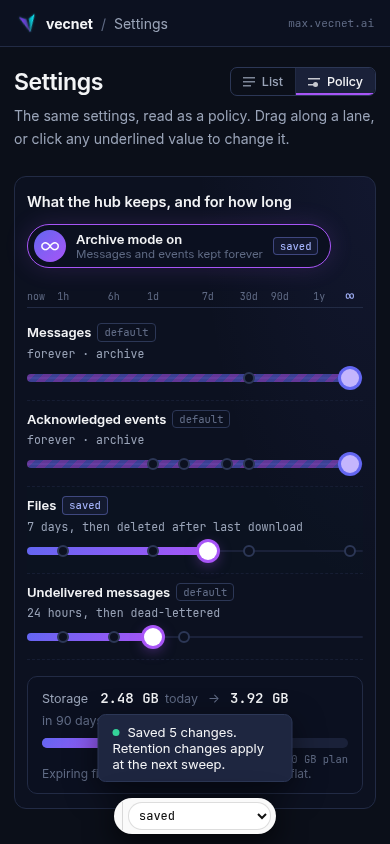 vecnet / Settings
max.vecnet.ai
Settings
List
Policy
The same settings, read as a policy. Drag along a lane,
or click any underlined value to change it.
What the hub keeps, and for how long
Archive mode on
Messages and events kept forever
saved
now 1h 6h 1d 7d 30d 90d 1y ∞
Messages default
forever · archive
Acknowledged events default
forever · archive
Files saved
7 days, then deleted after last download
Undelivered messages default
24 hours, then dead-lettered
Storage 2.48 GB today → 3.92 GB
in 90 day
0 GB plan
Expiring fi
flat.
Saved 5 changes.
Retention changes apply
at the next sweep.
saved